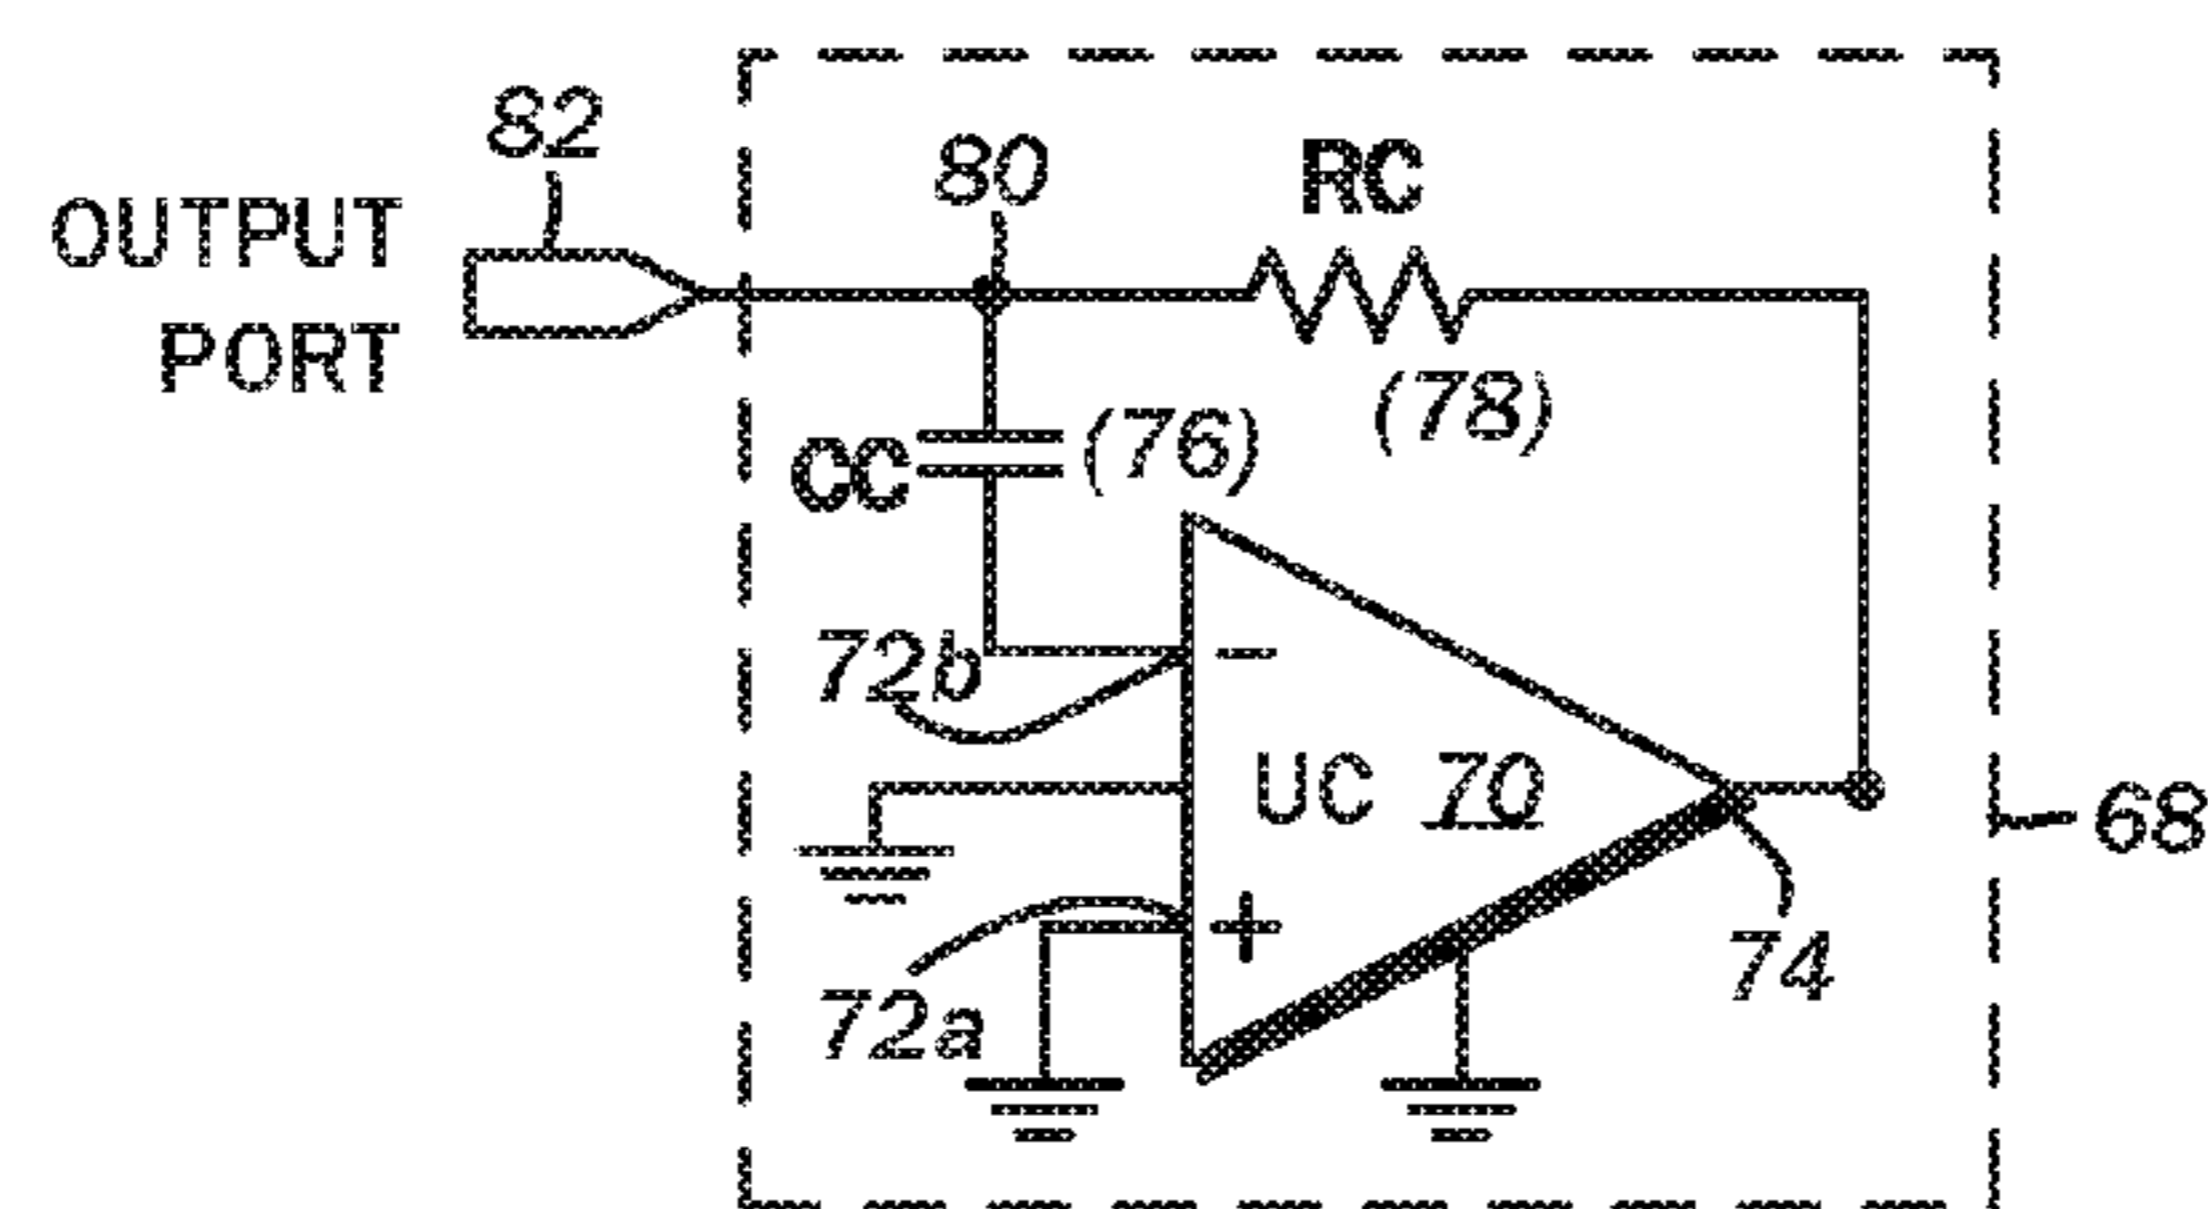 82
80
RC
OUTPUT
PORT
(78)
CC
(76)
72b
−
UC 70
68
+
74
72a